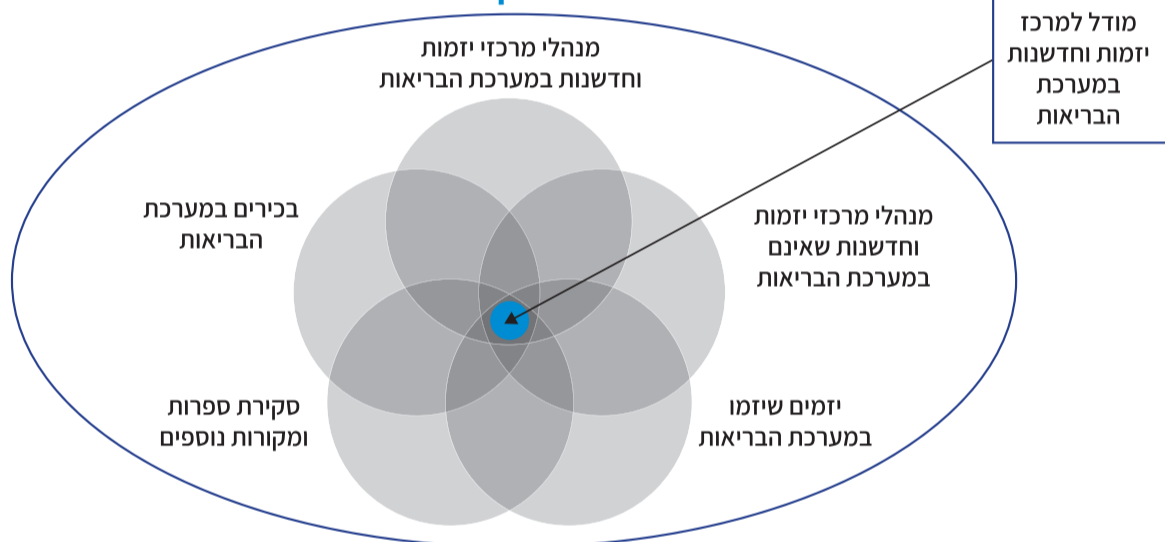 מודל למרכז
יזמות וחדשנות
במערכת
הבריאות
מנהלי מרכזי יזמות
וחדשנות במערכת הבריאות
מנהלי מרכזי יזמות
וחדשנות שאינם
במערכת הבריאות
בכירים במערכת
הבריאות
יזמים שיזמו
במערכת הבריאות
סקירת ספרות
ומקורות נוספים